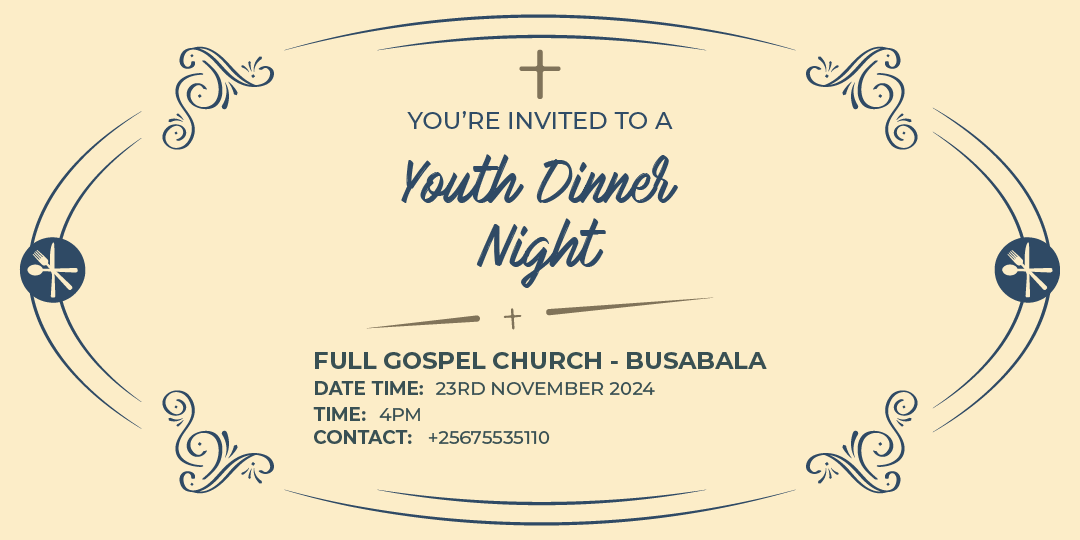 YOU’RE INVITED TO A
Youth Dinner
Night
FULL GOSPEL CHURCH - BUSABALA
DATE TIME: 23RD NOVEMBER 2024
TIME: 4PM
CONTACT: +25675535110